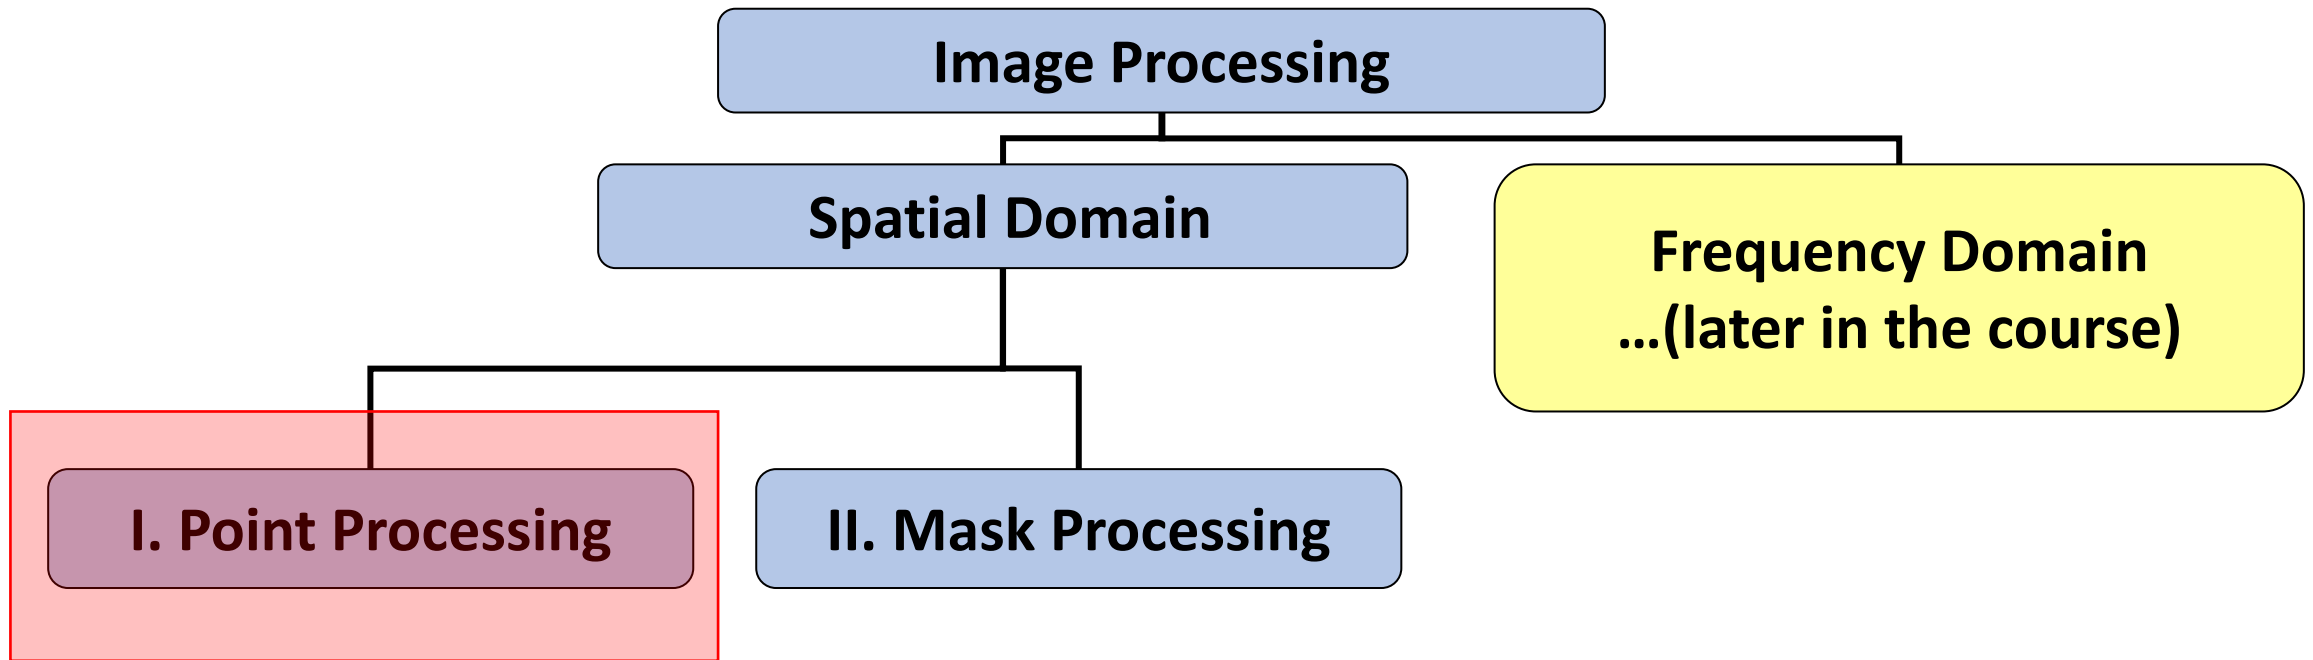 Image Processing
Spatial Domain
Frequency Domain
...(later in the course)
I. Point Processing
II. Mask Processing